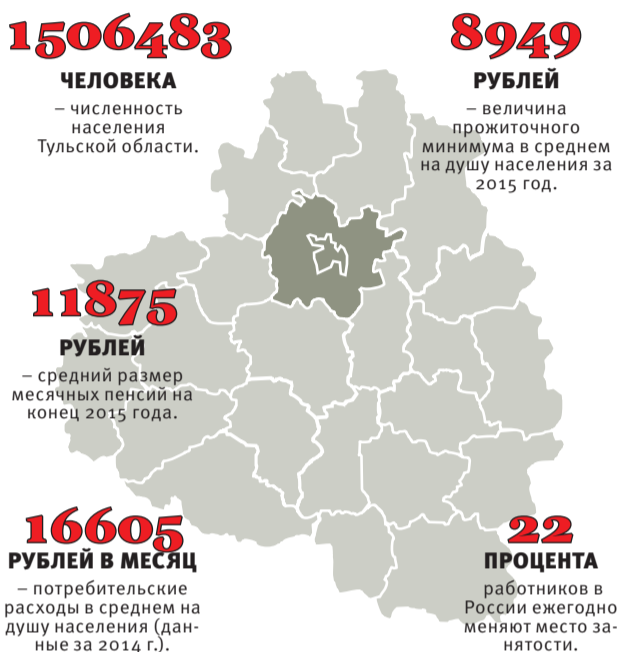 1506483
ЧЕЛОВЕКА
– численность
населения
Тульской области.
8949
РУБЛЕЙ
– величина
прожиточного
минимума в среднем
на душу населения за
2015 год.
11875
РУБЛЕЙ
– средний размер
месячных пенсий на
конец 2015 года.
16605
РУБЛЕЙ В МЕСЯЦ
– потребительские
расходы в среднем на
душу населения (дан-
ные за 2014 г.).
22
ПРОЦЕНТА
работников в
России ежегодно
меняют место за-
нятости.